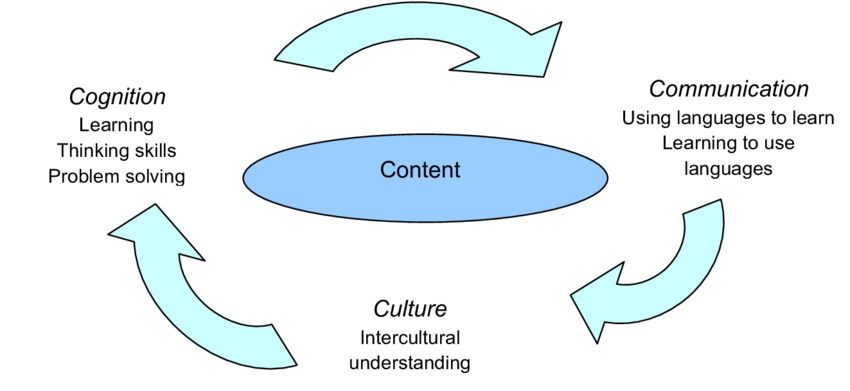 Cognition
Learning
Thinking skills
Problem solving
Communication
Using languages to learn
Learning to use
languages
Content
Culture
Intercultural
understanding